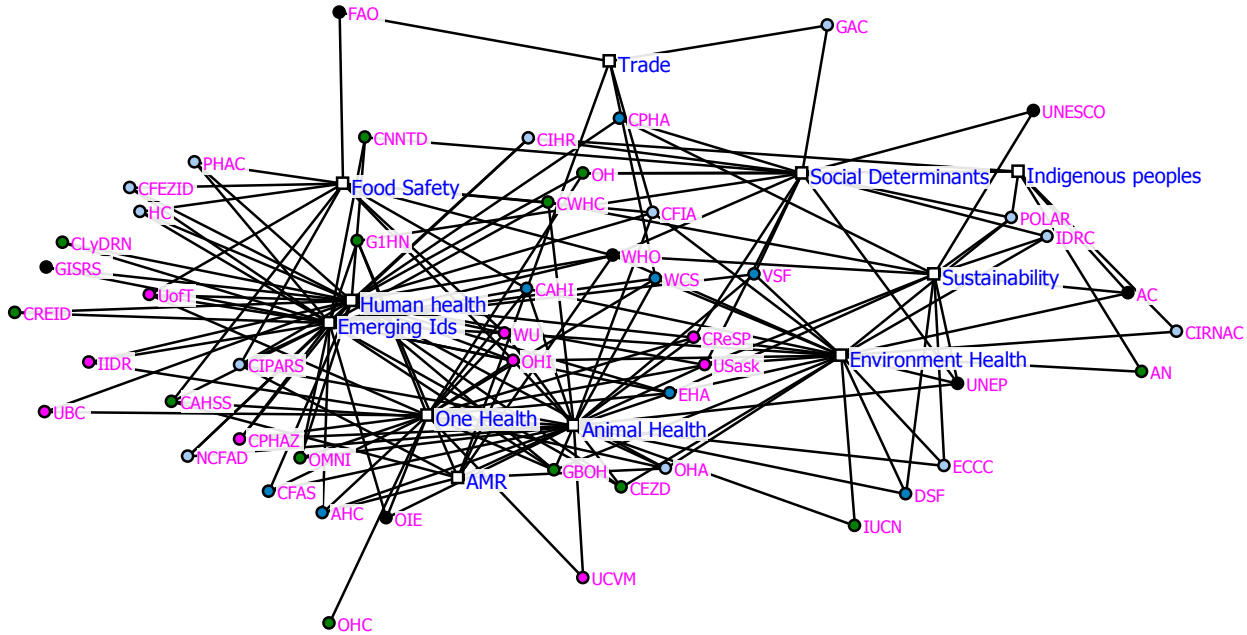 FAO
GAC
Trade
UNESCO
CPHA
CNNTD
CIHR
PHAC
OH
Social Determinants
Indigenous peoples
CFEZID
Food Safety
HC
CWHC
CFIA
POLAR
CLyDRN
G1HN
IDRC
GISRS
WHO
UofT
CAHI
WCS
VSF
Sustainability
AC
CREID
Human health
Emerging Ids
WU
CReSP
CIRNAC
IIDR
CIPARS
OHI
USask
Environment Health
AN
UNEP
CAHSS
EHA
UBC
One Health
Animal Health
CPHAZ
NCFAD
OMNI
GBOH
OHA
ECCC
AMR
CEZD
CFAS
DSF
AHC
OIE
IUCN
UCVM
OHC